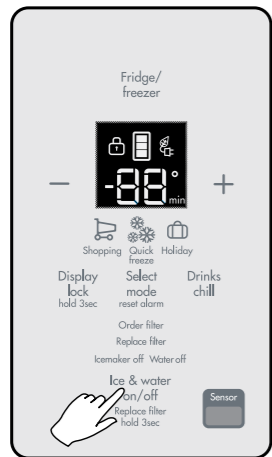 Fridge/
freezer
-88° min
Shopping Quick freeze Holiday
Display lock hold 3sec
Select mode reset alarm
Drinks chill
Order filter
Replace filter
Icemaker off Water off
Ice & water
on/off
Replace filter
hold 3sec
Sensor